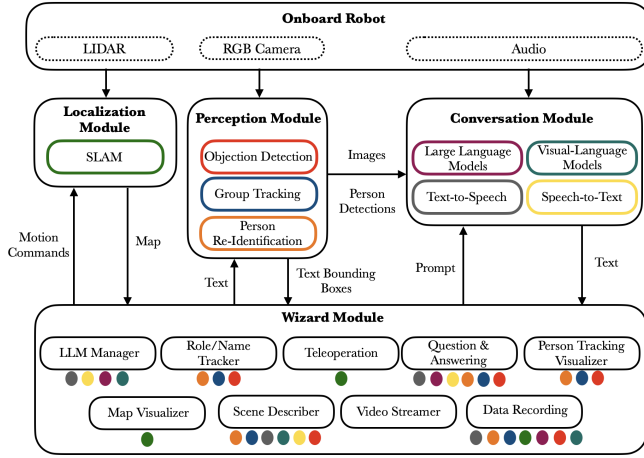 Onboard Robot
LIDAR
RGB Camera
Audio
Localization
Module
SLAM
Perception Module
Objection Detection
Group Tracking
Person
Re-Identification
Images
Person
Detections
Conversation Module
Large Language
Models
Visual-Language
Models
Text-to-Speech
Speech-to-Text
Motion
Commands
Map
Text
Text Bounding
Boxes
Prompt
Text
Wizard Module
LLM Manager
Role/Name
Tracker
Teleoperation
Question &
Answering
Person Tracking
Visualizer
Map Visualizer
Scene Describer
Video Streamer
Data Recording